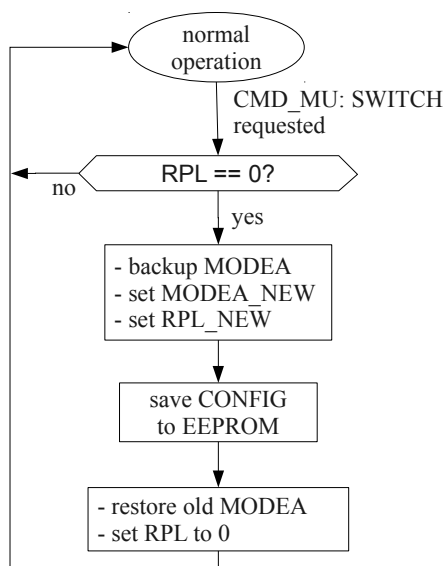 normal
operation
CMD_MU: SWITCH
requested
RPL == 0?
no
yes
- backup MODEA
- set MODEA_NEW
- set RPL_NEW
save CONFIG
to EEPROM
- restore old MODEA
- set RPL to 0